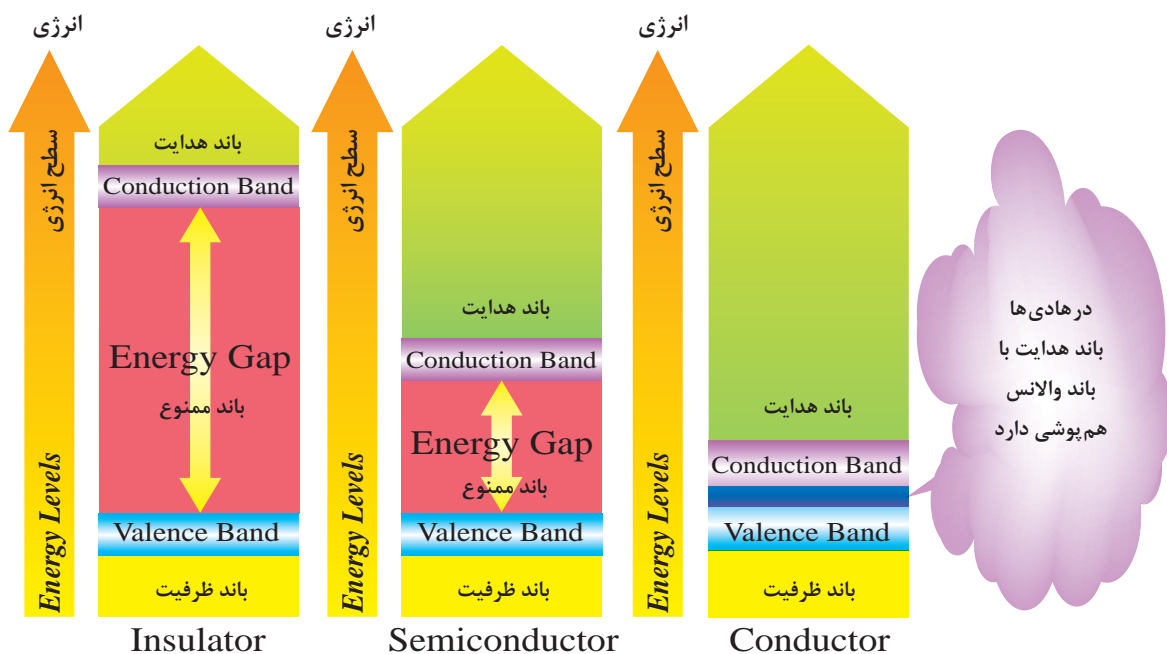 انرژی
سطح انرژی
Energy Levels
باند هدایت
Conduction Band
Energy Gap
باند ممنوع
Valence Band
باند ظرفیت
Insulator
انرژی
سطح انرژی
Energy Levels
باند هدایت
Conduction Band
Energy Gap
باند ممنوع
Valence Band
باند ظرفیت
Semiconductor
انرژی
سطح انرژی
Energy Levels
باند هدایت
Conduction Band
Valence Band
باند ظرفیت
Conductor
در هادی‌ها
باند هدایت با
باند والانس
هم‌پوشی دارد